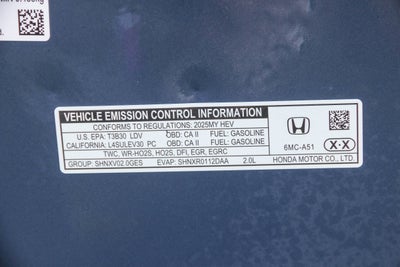 VEHICLE EMISSION CONTROL INFORMATION
CONFORMS TO REGULATIONS: 2025MY HEV
U.S. EPA: T3B30 LDV OBD: CA II FUEL: GASOLINE
CALIFORNIA: L4SULEV30 PC OBD: CA II FUEL: GASOLINE
TWC, WR-HO2S, HO2S, DFI, EGR, EGRC
GROUP: SHNXV02.0GES EVAP: SHNXR0112DAA 2.0L
6MC-A51
X·X
HONDA MOTOR CO., LTD.